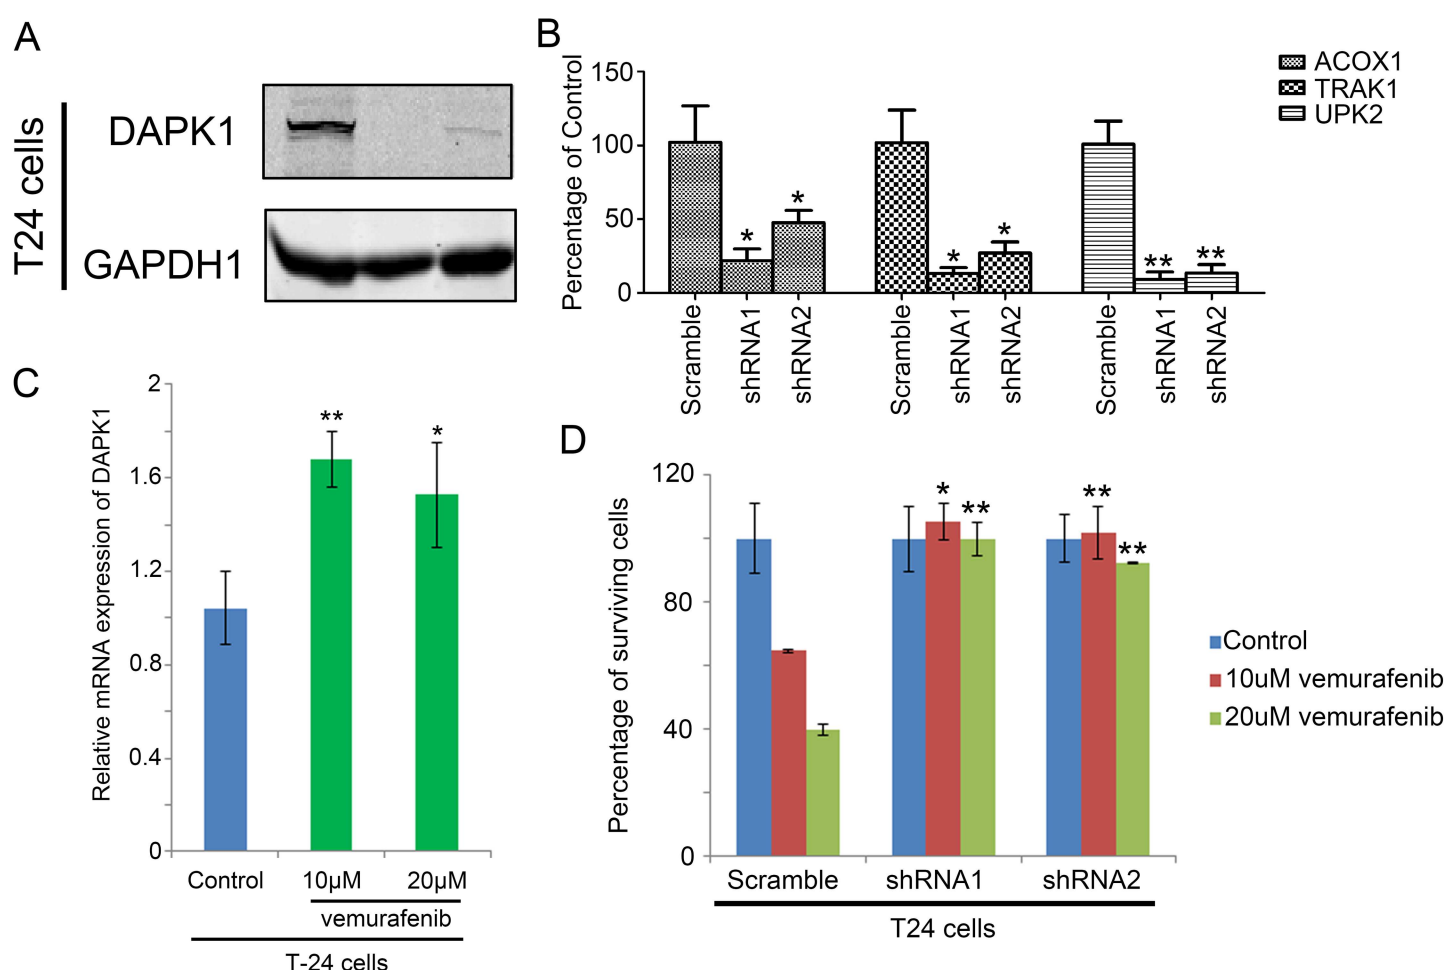 A
T24 cells
DAPK1
GAPDH1
B
Percentage of Control
150
100
50
0
* * * * ** **
Scramble shRNA1 shRNA2 Scramble shRNA1 shRNA2 Scramble shRNA1 shRNA2
ACOX1
TRAK1
UPK2
C
Relative mRNA expression of DAPK1
2
1.6
1.2
0.8
0.4
0
** *
Control 10µM 20µM
vemurafenib
T-24 cells
D
Percentage of surviving cells
120
80
40
0
* ** ** **
Scramble shRNA1 shRNA2
T24 cells
Control
10uM vemurafenib
20uM vemurafenib